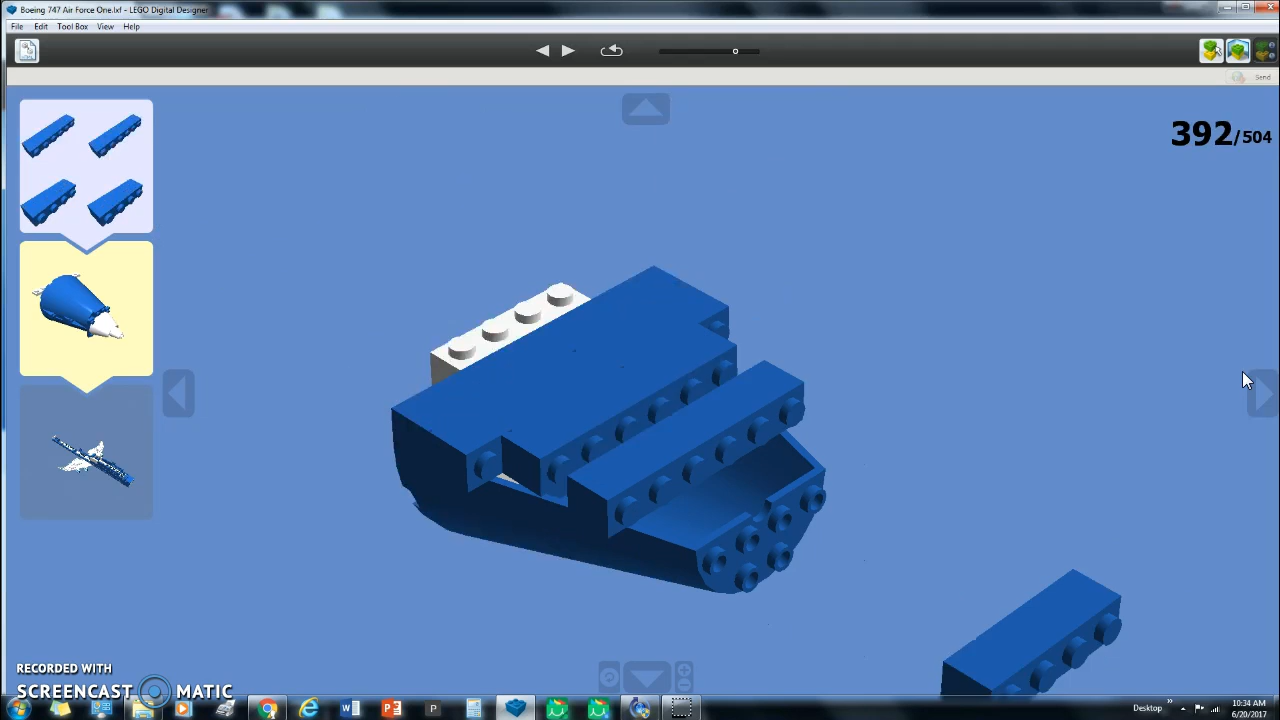 Boeing 747 Air Force One.lxf - LEGO Digital Designer
File Edit Tool Box View Help
Send
392/504
RECORDED WITH
SCREENCAST MATIC
Desktop
10:34 AM
6/20/2017